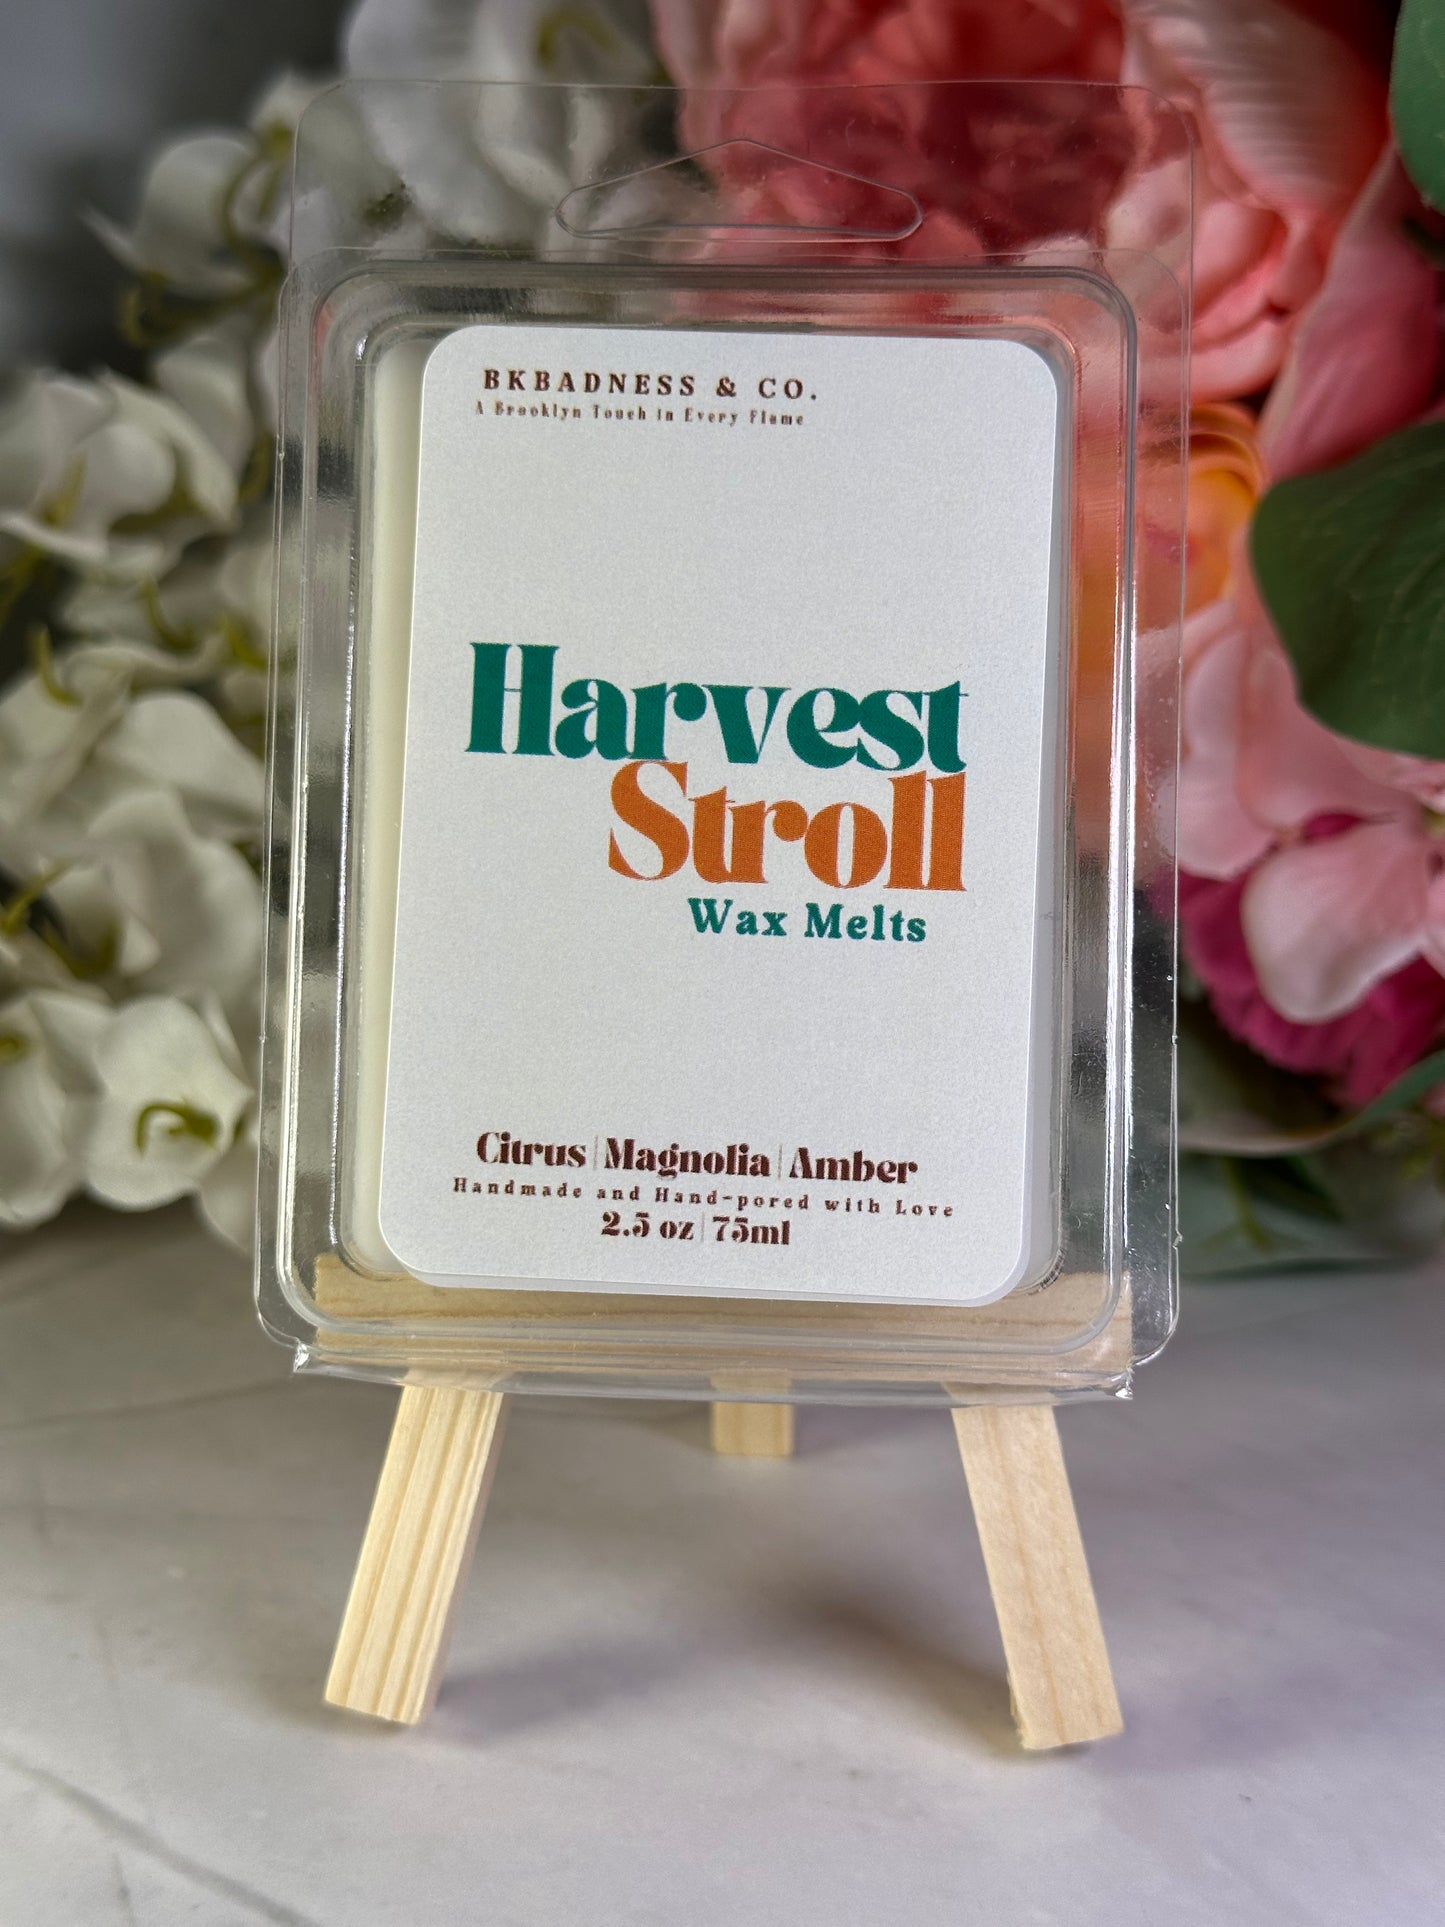 BKBADNESS & CO.
A Brooklyn Touch in Every Flame
Harvest
Stroll
Wax Melts
Citrus | Magnolia | Amber
Handmade and Hand-pored with Love
2.5 oz | 75ml